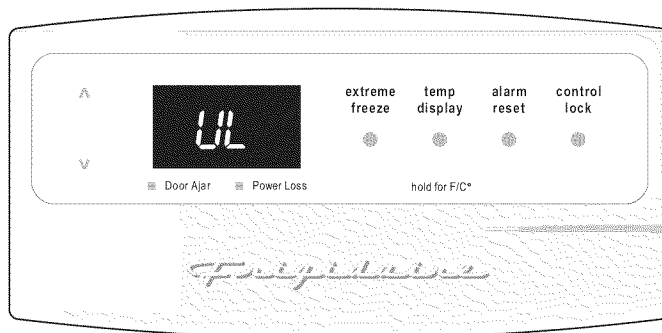 extreme freeze
temp display
alarm reset
control lock
UL
Door Ajar
Power Loss
hold for F/C°
Frigidaire